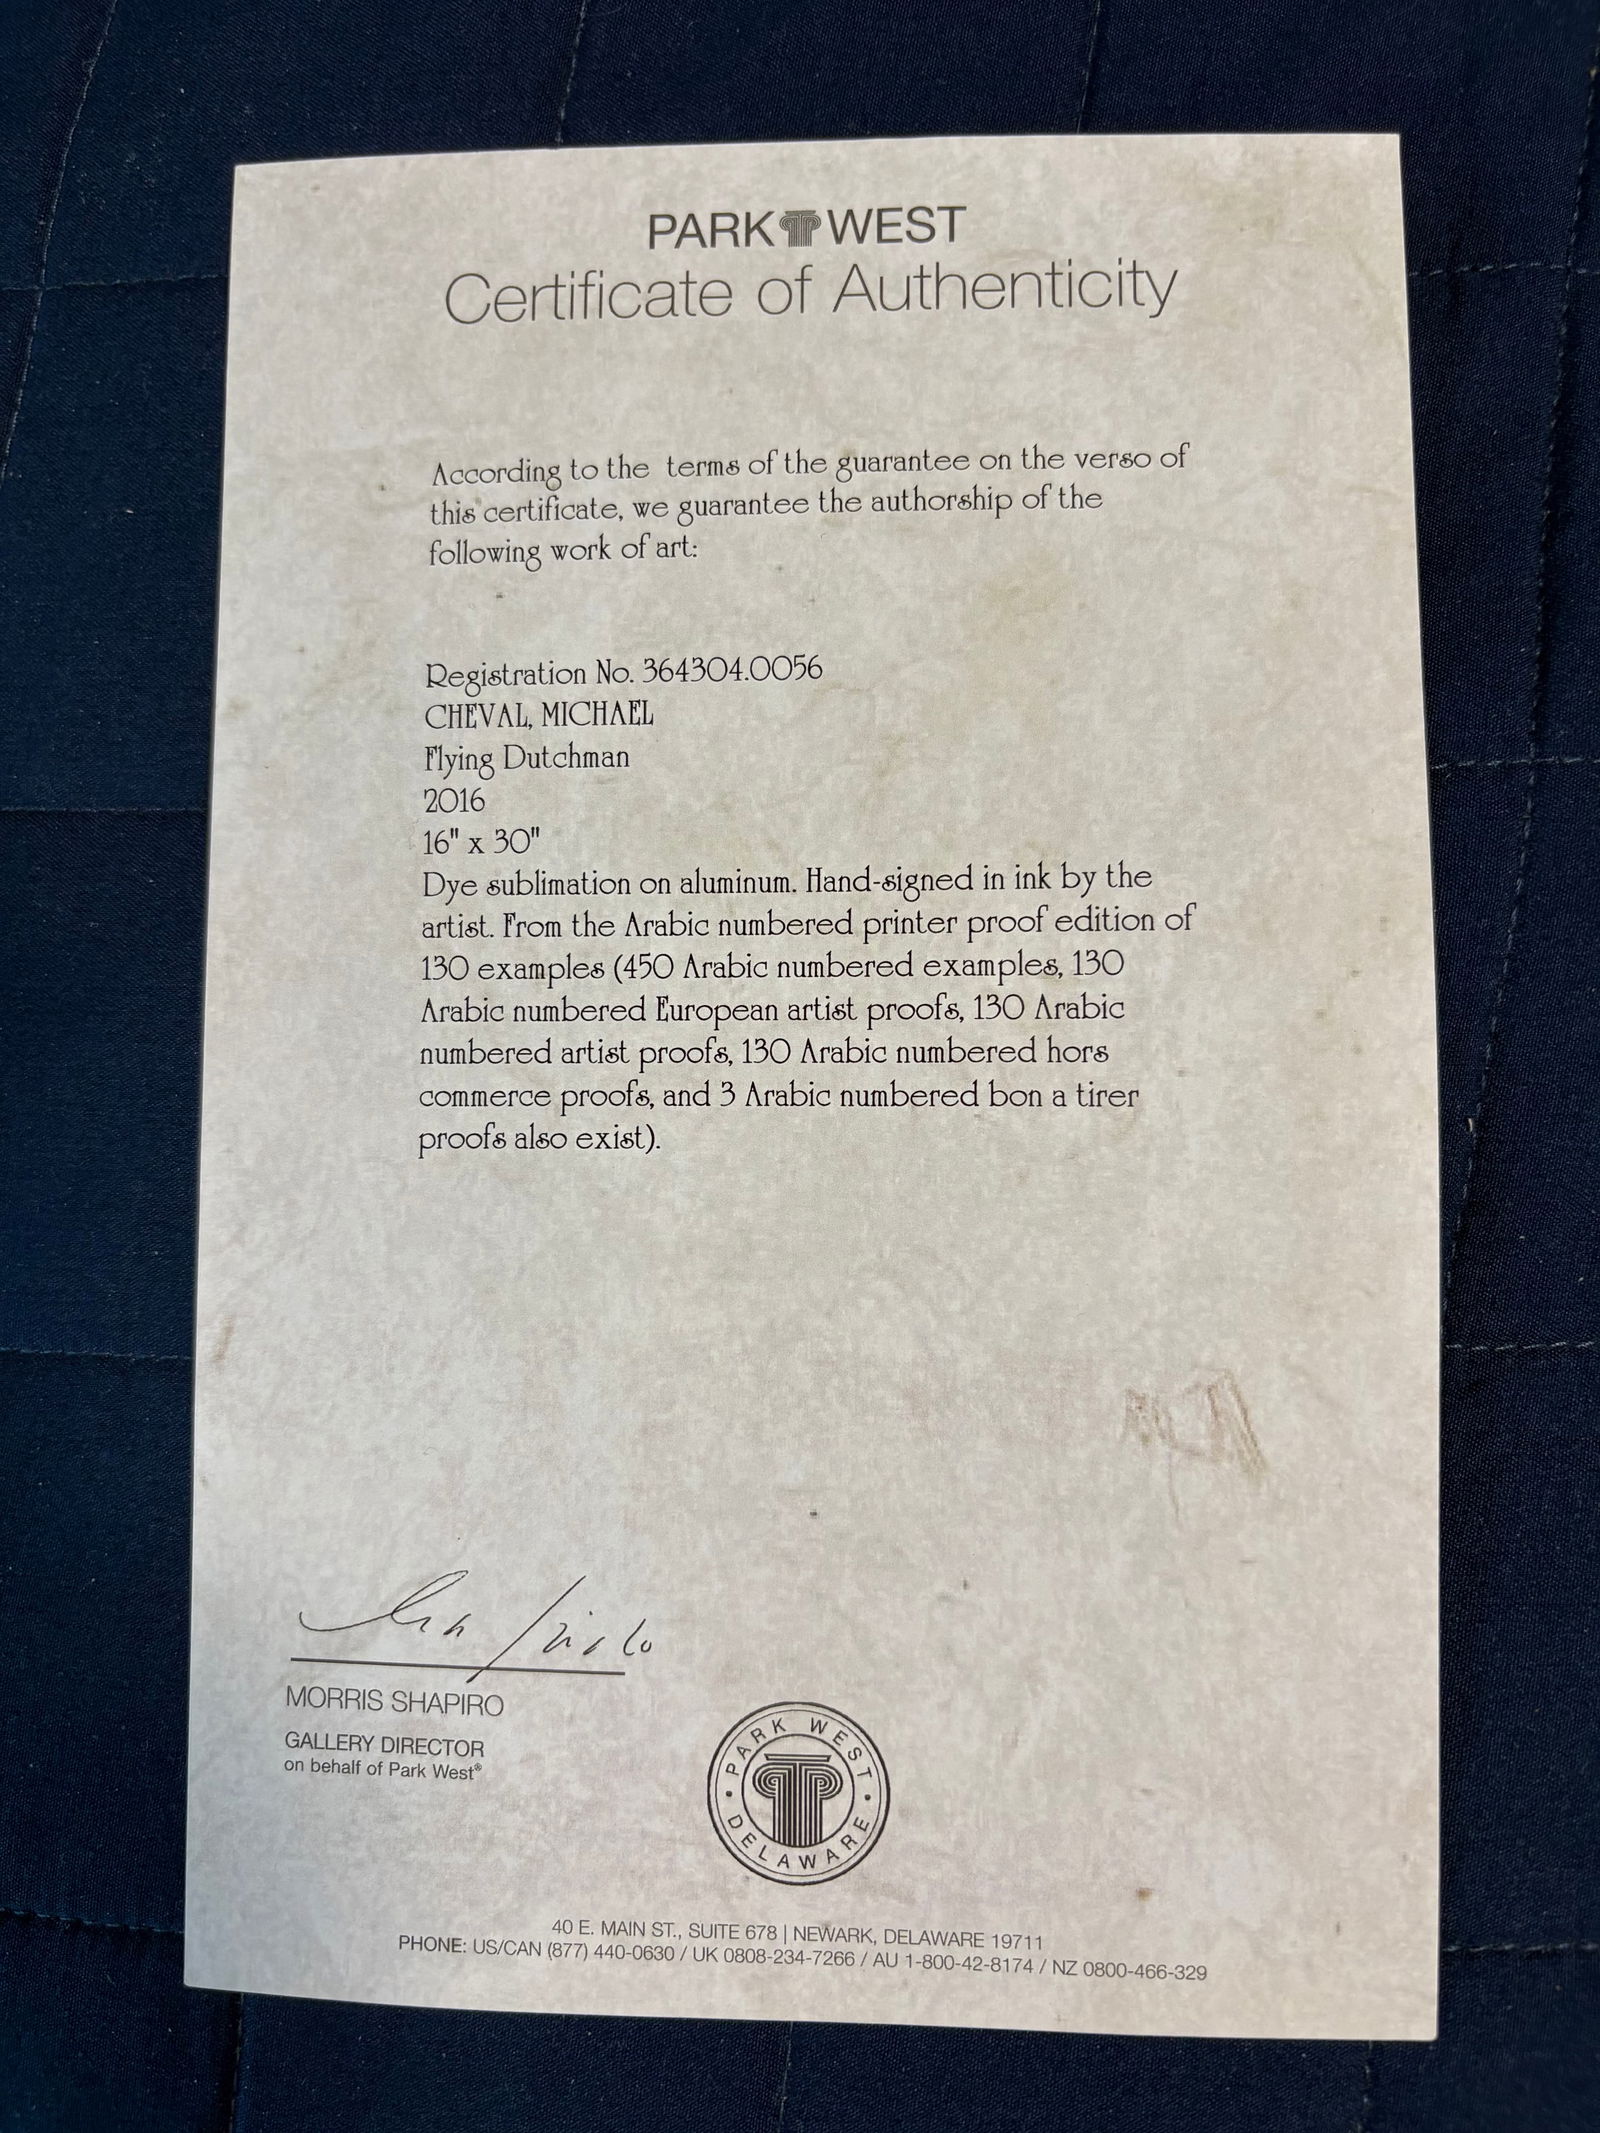 PARK WEST
Certificate of Authenticity
According to the terms of the guarantee on the verso of
this certificate, we guarantee the authorship of the
following work of art:
Registration No. 364304.0056
CHEVAL, MICHAEL
Flying Dutchman
2016
16" x 30"
Dye sublimation on aluminum. Hand-signed in ink by the
artist. From the Arabic numbered printer proof edition of
130 examples (450 Arabic numbered examples, 130
Arabic numbered European artist proofs, 130 Arabic
numbered artist proofs, 130 Arabic numbered hors
commerce proofs, and 3 Arabic numbered bon a tirer
proofs also exist).
MORRIS SHAPIRO
GALLERY DIRECTOR
on behalf of Park West®
PARK WEST
DELAWARE
40 E. MAIN ST., SUITE 678 | NEWARK, DELAWARE 19711
PHONE: US/CAN (877) 440-0630 / UK 0808-234-7266 / AU 1-800-42-8174 / NZ 0800-466-329